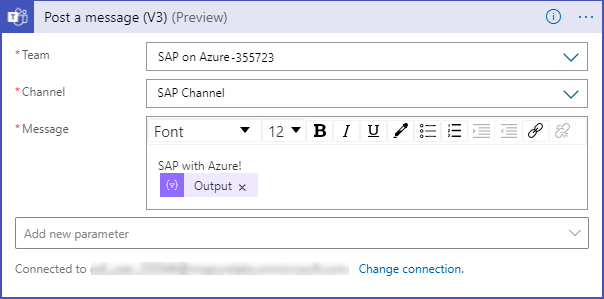 Post a message (V3) (Preview)
* Team
SAP on Azure-355723
* Channel
SAP Channel
* Message
Font
12
B I U
SAP with Azure!
{v} Output ×
Add new parameter
Connected to
Change connection.